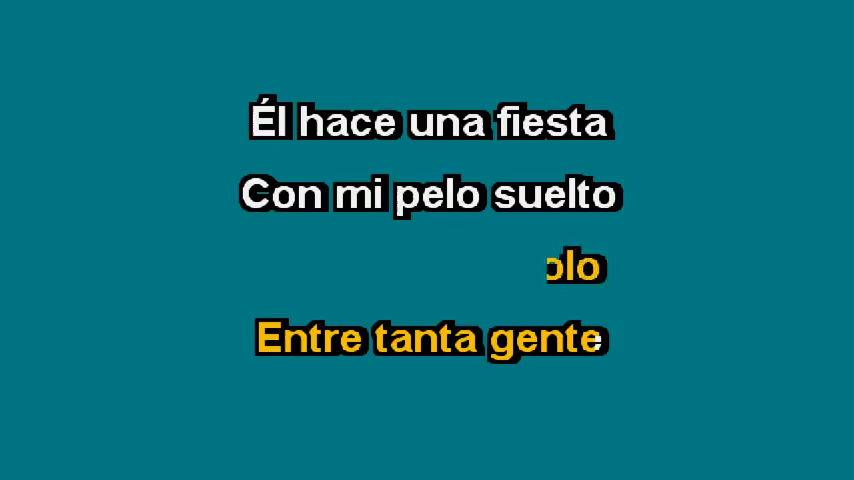 Él hace una fiesta
Con mi pelo suelto
olo
Entre tanta gente